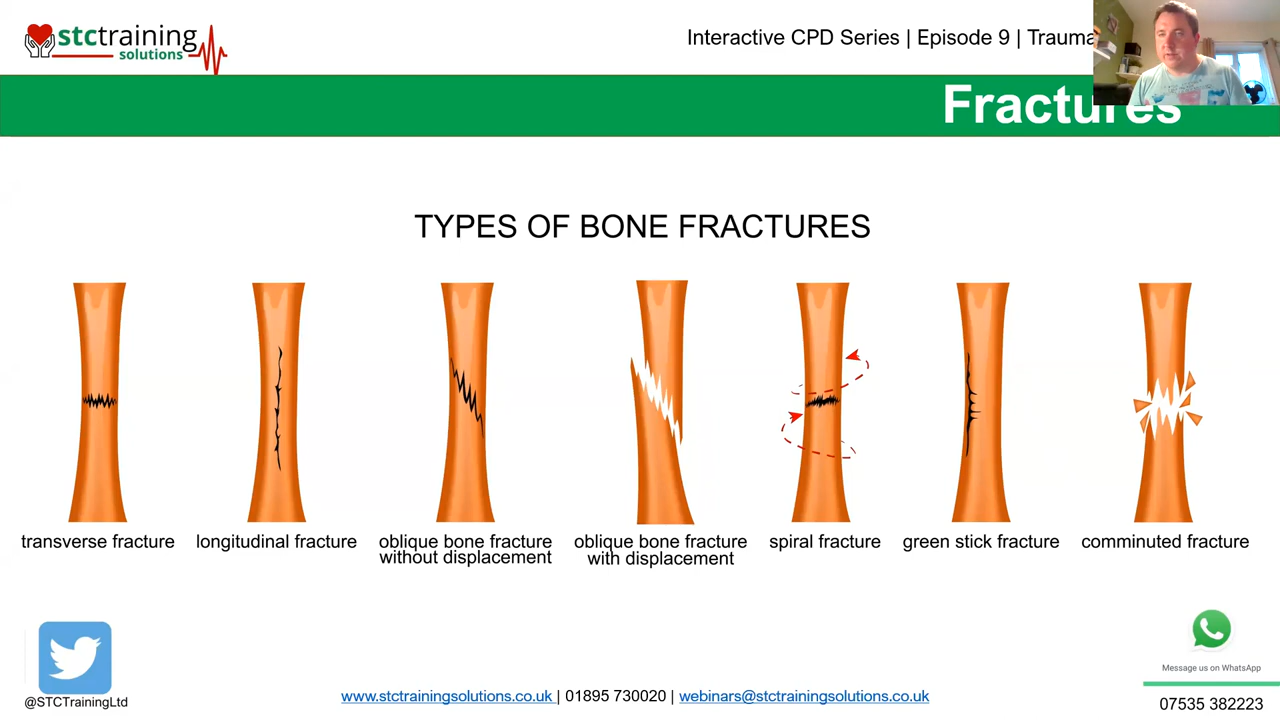 stctraining
solutions
Interactive CPD Series | Episode 9 | Trauma
Fractures
TYPES OF BONE FRACTURES
transverse fracture
longitudinal fracture
oblique bone fracture
without displacement
oblique bone fracture
with displacement
spiral fracture
green stick fracture
comminuted fracture
@STCTrainingLtd
www.stctrainingsolutions.co.uk | 01895 730020 | webinars@stctrainingsolutions.co.uk
Message us on WhatsApp
07535 382223